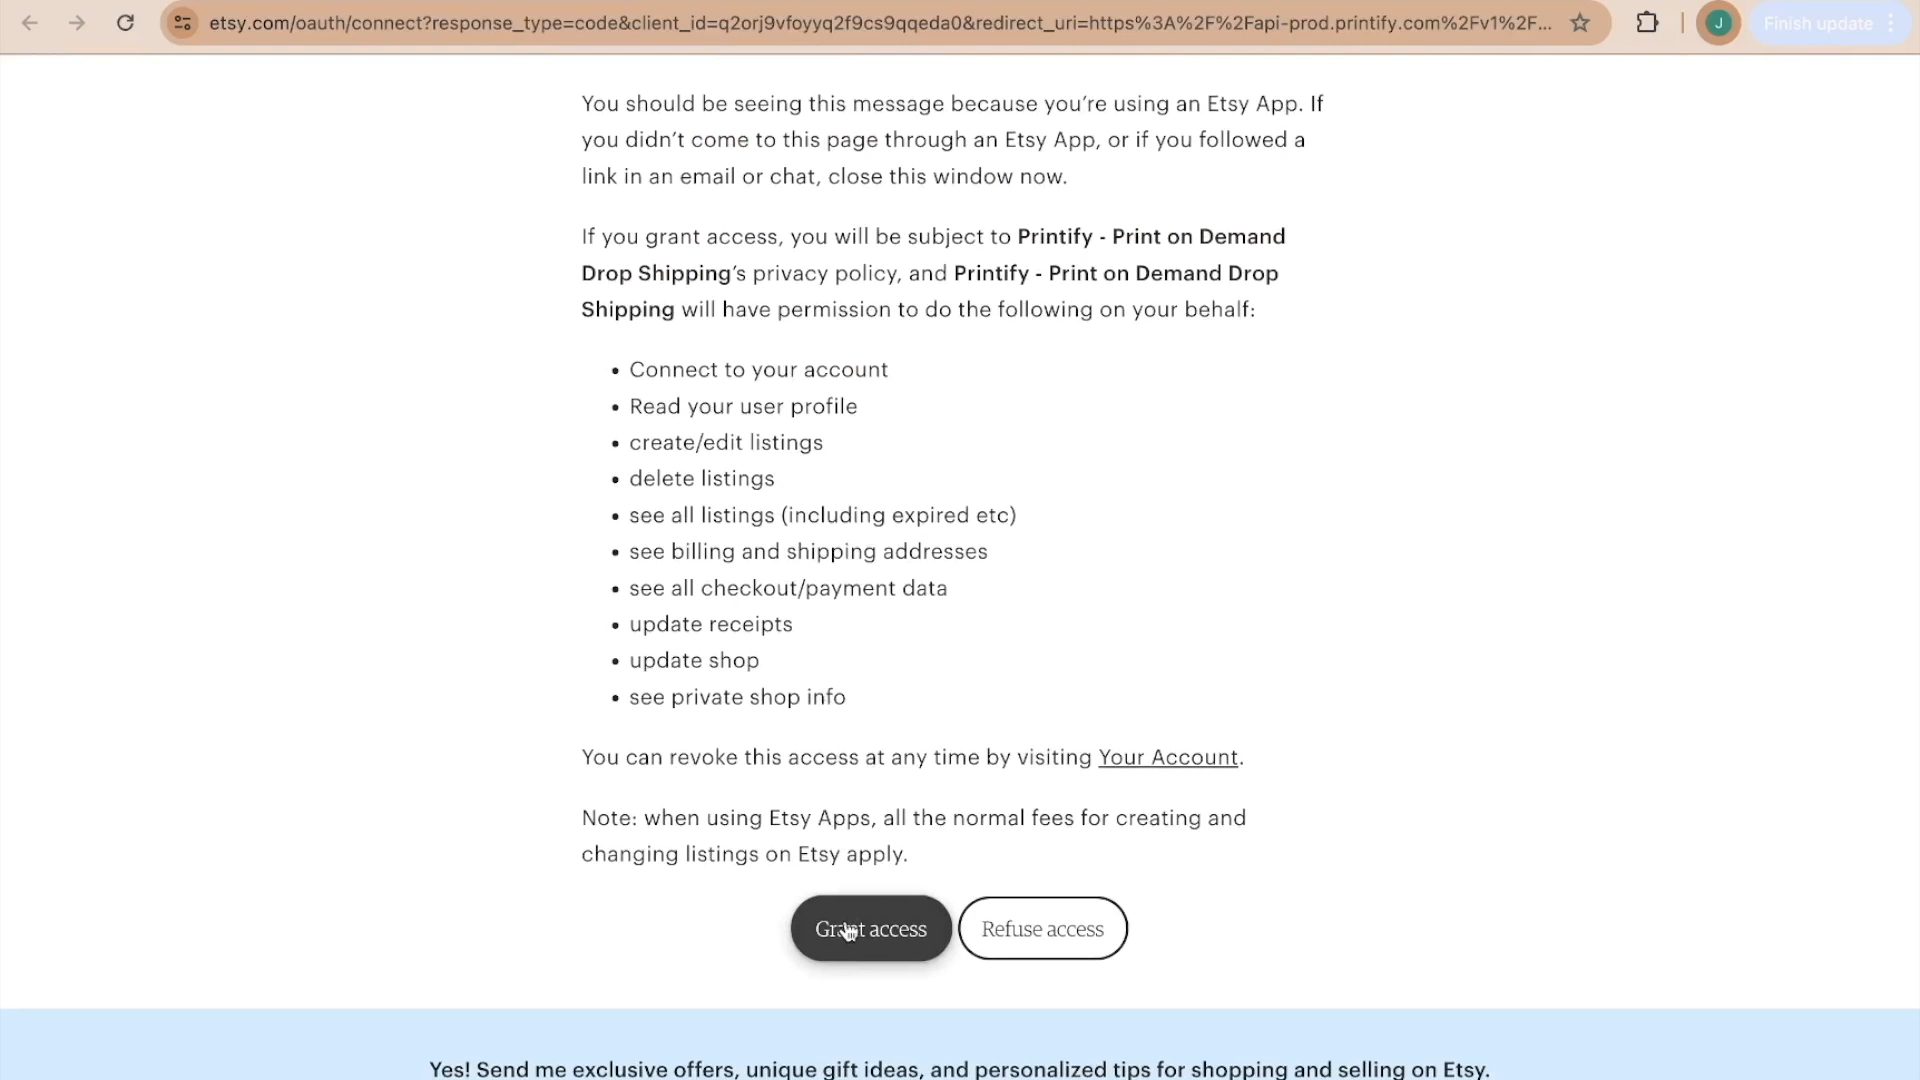 etsy.com/oauth/connect?response_type=code&client_id=q2orj9vfoyyq2f9cs9qqeda0&redirect_uri=https%3A%2F%2Fapi-prod.printify.com%2Fv1%2F...
J
Finish update
You should be seeing this message because you’re using an Etsy App. If
you didn’t come to this page through an Etsy App, or if you followed a
link in an email or chat, close this window now.
If you grant access, you will be subject to Printify - Print on Demand
Drop Shipping’s privacy policy, and Printify - Print on Demand Drop
Shipping will have permission to do the following on your behalf:
• Connect to your account
• Read your user profile
• create/edit listings
• delete listings
• see all listings (including expired etc)
• see billing and shipping addresses
• see all checkout/payment data
• update receipts
• update shop
• see private shop info
You can revoke this access at any time by visiting Your Account.
Note: when using Etsy Apps, all the normal fees for creating and
changing listings on Etsy apply.
Grant access
Refuse access
Yes! Send me exclusive offers, unique gift ideas, and personalized tips for shopping and selling on Etsy.